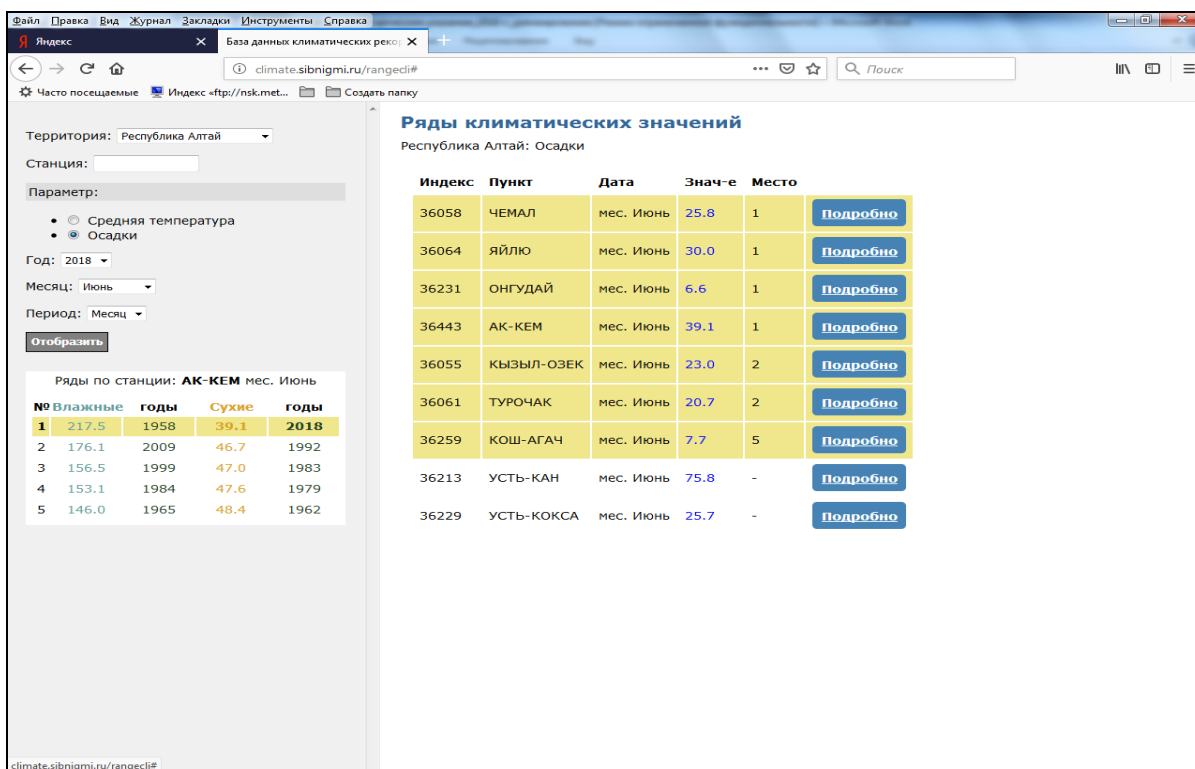 Файл Правка Вид Журнал Закладки Инструменты Справка
Яндекс База данных климатических реко
climate.sibnigmi.ru/rangecli# Поиск
Часто посещаемые Индекс «ftp://nsk.met... Создать папку
Территория: Республика Алтай
Станция:
Параметр:
Средняя температура
Осадки
Год: 2018
Месяц: Июнь
Период: Месяц
Отобразить
Ряды по станции: АК-КЕМ мес. Июнь
№ Влажные годы Сухие годы
1 217.5 1958 39.1 2018
2 176.1 2009 46.7 1992
3 156.5 1999 47.0 1983
4 153.1 1984 47.6 1979
5 146.0 1965 48.4 1962
Ряды климатических значений
Республика Алтай: Осадки
Индекс Пункт Дата Знач-е Место
36058 ЧЕМАЛ мес. Июнь 25.8 1 Подробно
36064 ЯЙЛЮ мес. Июнь 30.0 1 Подробно
36231 ОНГУДАЙ мес. Июнь 6.6 1 Подробно
36443 АК-КЕМ мес. Июнь 39.1 1 Подробно
36055 КЫЗЫЛ-ОЗЕК мес. Июнь 23.0 2 Подробно
36061 ТУРОЧАК мес. Июнь 20.7 2 Подробно
36259 КОШ-АГАЧ мес. Июнь 7.7 5 Подробно
36213 УСТЬ-КАН мес. Июнь 75.8 - Подробно
36229 УСТЬ-КОКСА мес. Июнь 25.7 - Подробно
climate.sibnigmi.ru/rangecli#